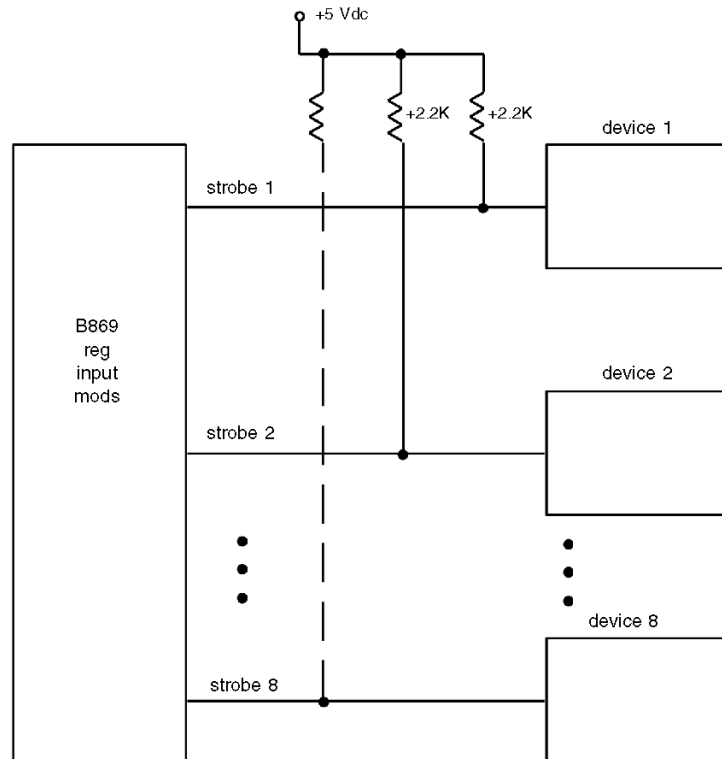 +5 Vdc
+2.2K
+2.2K
device 1
strobe 1
B869
reg
input
mods
device 2
strobe 2
device 8
strobe 8